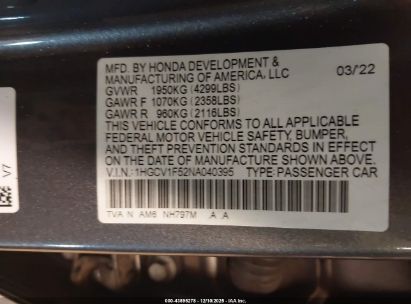 MFD. BY HONDA DEVELOPMENT &
MANUFACTURING OF AMERICA, LLC 03/22
GVWR 1950KG (4299LBS)
GAWR F 1070KG (2358LBS)
GAWR R 960KG (2116LBS)
THIS VEHICLE CONFORMS TO ALL APPLICABLE
FEDERAL MOTOR VEHICLE SAFETY, BUMPER,
AND THEFT PREVENTION STANDARDS IN EFFECT
ON THE DATE OF MANUFACTURE SHOWN ABOVE.
V.I.N.: 1HGCV1F52NA040395 TYPE:PASSENGER CAR
TVA N AM6 NH797M A A
V7